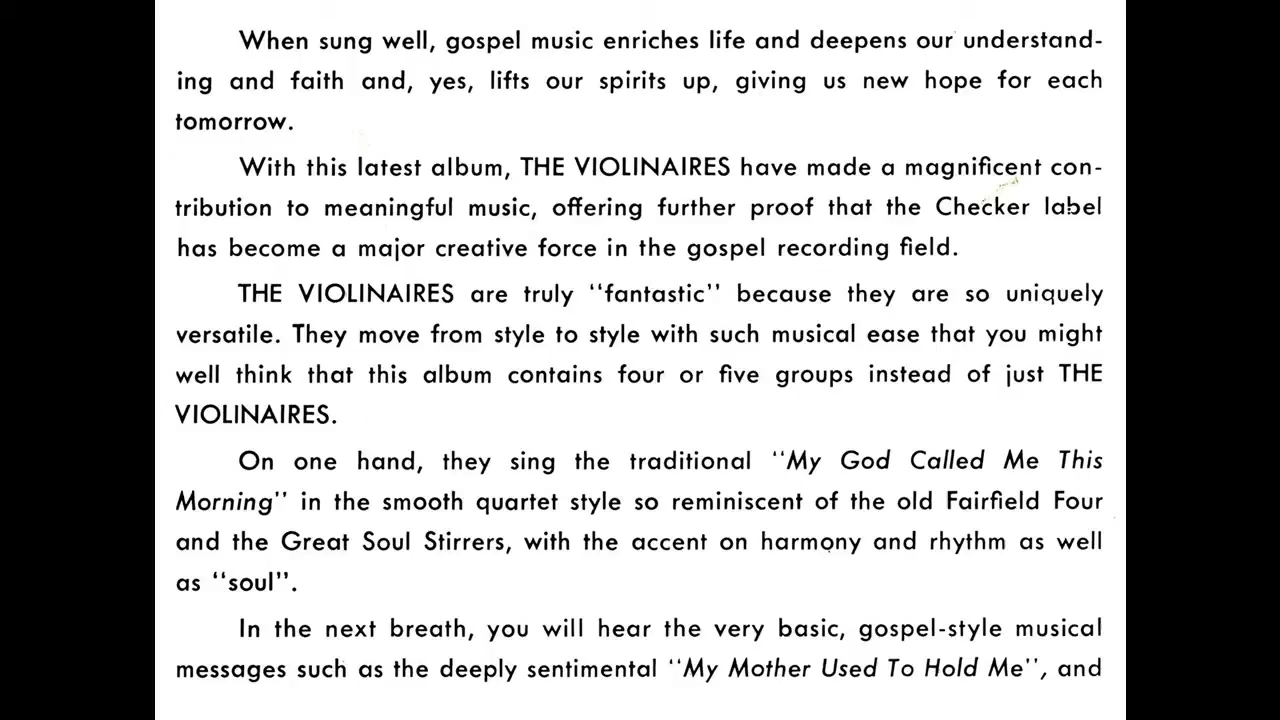 When sung well, gospel music enriches life and deepens our understand-
ing and faith and, yes, lifts our spirits up, giving us new hope for each
tomorrow.
With this latest album, THE VIOLINAIRES have made a magnificent con-
tribution to meaningful music, offering further proof that the Checker label
has become a major creative force in the gospel recording field.
THE VIOLINAIRES are truly "fantastic" because they are so uniquely
versatile. They move from style to style with such musical ease that you might
well think that this album contains four or five groups instead of just THE
VIOLINAIRES.
On one hand, they sing the traditional "My God Called Me This
Morning" in the smooth quartet style so reminiscent of the old Fairfield Four
and the Great Soul Stirrers, with the accent on harmony and rhythm as well
as "soul".
In the next breath, you will hear the very basic, gospel-style musical
messages such as the deeply sentimental "My Mother Used To Hold Me", and